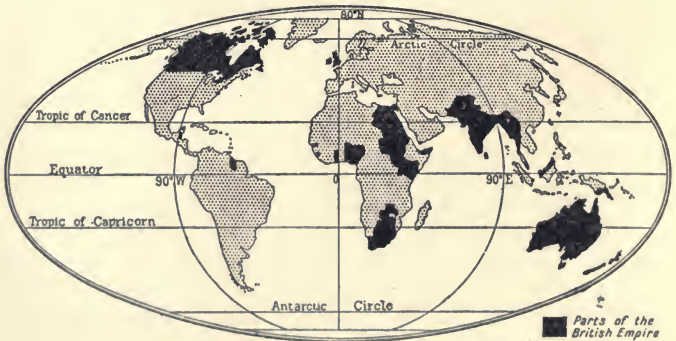 80°N
Arctic Circle
Tropic of Cancer
Equator
90°W
0
90°E
Tropic of Capricorn
Antarctic Circle
Parts of the
British Empire